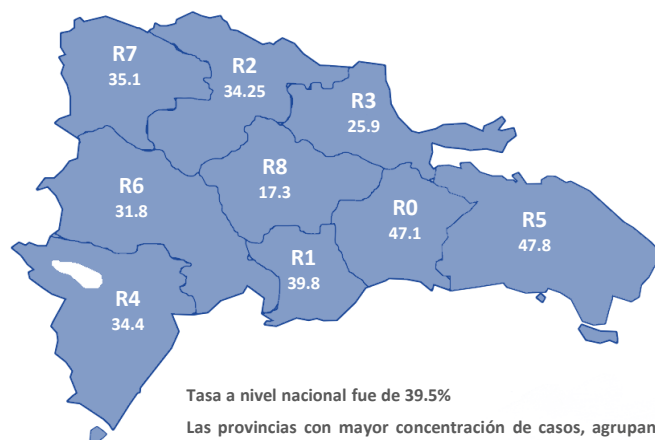 R7
35.1
R2
34.25
R3
25.9
R8
17.3
R6
31.8
R0
47.1
R5
47.8
R1
39.8
R4
34.4
Tasa a nivel nacional fue de 39.5%
Las provincias con mayor concentración de casos, agrupan